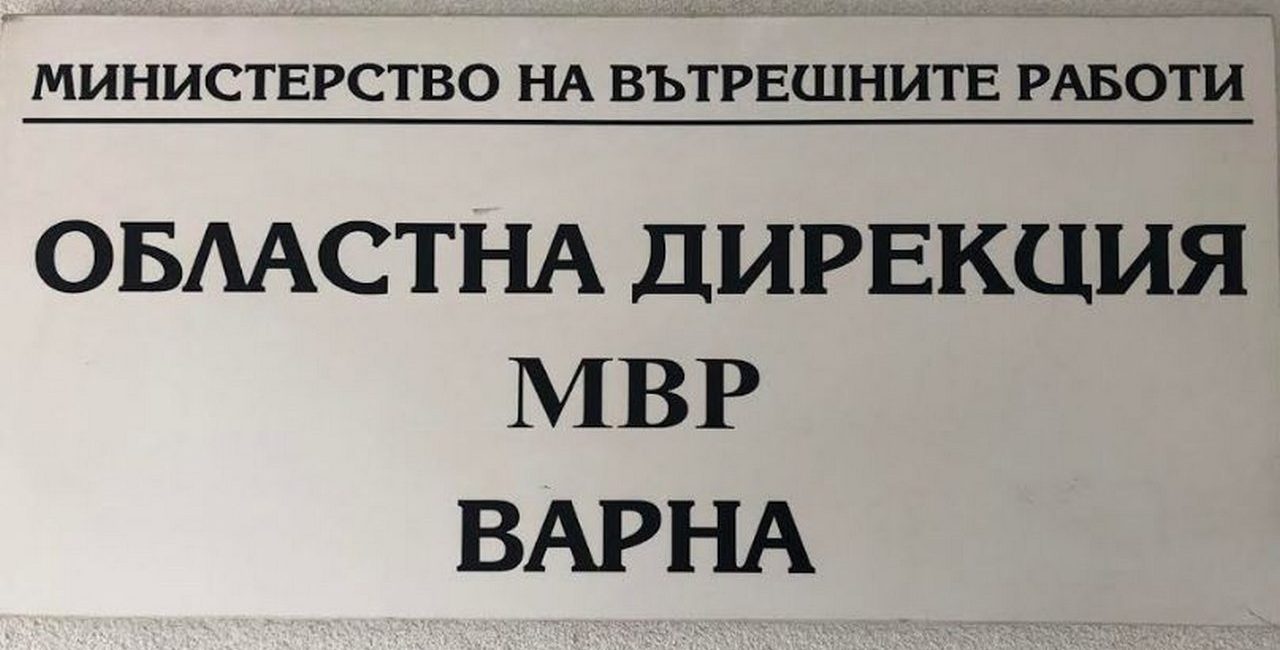 МИНИСТЕРСТВО НА ВЪТРЕШНИТЕ РАБОТИ
ОБЛАСТНА ДИРЕКЦИЯ
МВР
ВАРНА